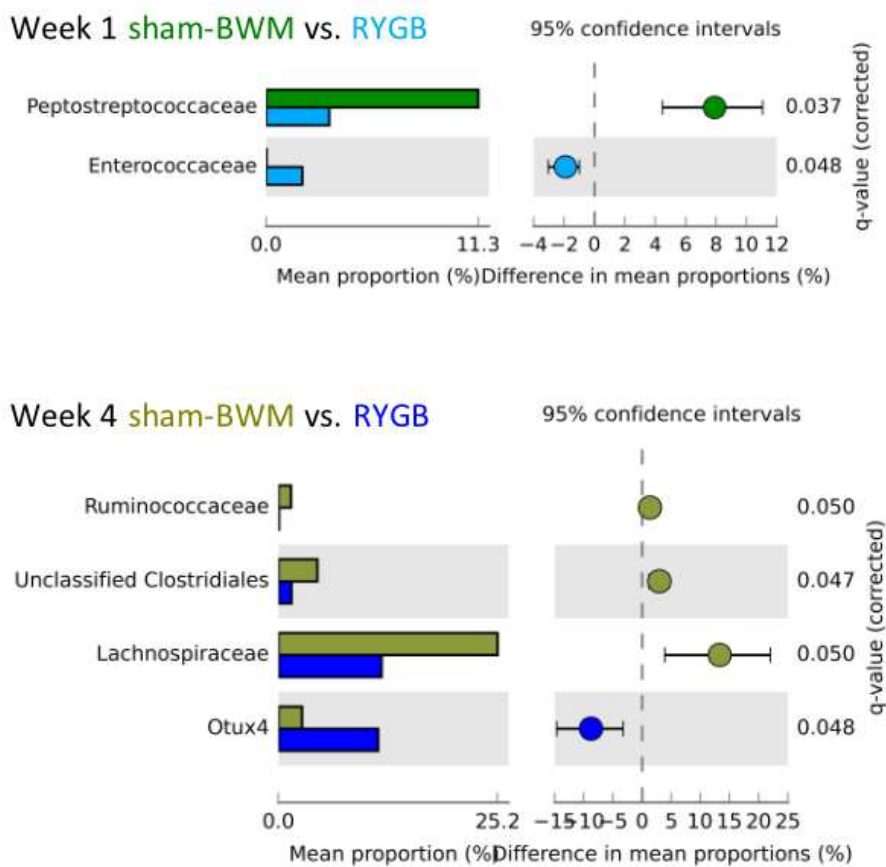 Week 1 sham-BWM vs. RYGB
95% confidence intervals
Peptostreptococcaceae
0.037
Enterococcaceae
0.048
q-value (corrected)
0.0 11.3
−4 −2 0 2 4 6 8 10 12
Mean proportion (%)
Difference in mean proportions (%)
Week 4 sham-BWM vs. RYGB
95% confidence intervals
Ruminococcaceae
0.050
Unclassified Clostridiales
0.047
Lachnospiraceae
0.050
Otux4
0.048
q-value (corrected)
0.0 25.2
−15 −10 −5 0 5 10 15 20 25
Mean proportion (%)
Difference in mean proportions (%)